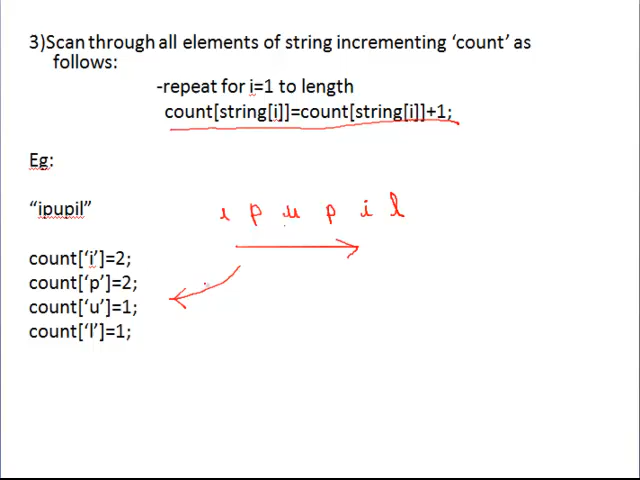 3)Scan through all elements of string incrementing ‘count’ as
follows:
-repeat for i=1 to length
count[string[i]]=count[string[i]]+1;
Eg:
“ipupil”
i p u p i l
count[‘i’]=2;
count[‘p’]=2;
count[‘u’]=1;
count[‘l’]=1;